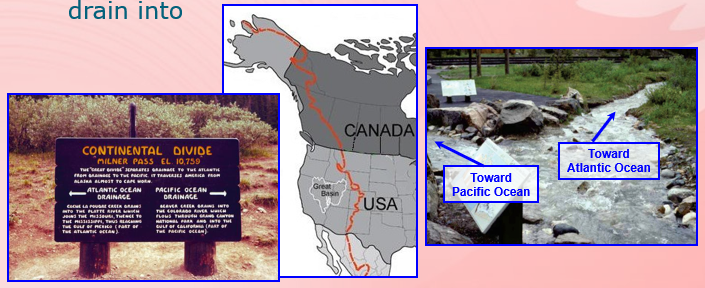 drain into
CONTINENTAL DIVIDE
MILNER PASS EL. 10,759
THE "GREAT DIVIDE" SEPARATES DRAINAGE TO THE ATLANTIC
FROM DRAINAGE TO THE PACIFIC. IT TRAVERSES AMERICA FROM
ALASKA ALMOST TO CAPE HORN.
ATLANTIC OCEAN
DRAINAGE
CACHE LA POUDRE CREEK DRAINS
INTO THE PLATTE RIVER WHICH
JOINS THE MISSOURI, THENCE TO
THE MISSISSIPPI, THUS REACHING
THE GULF OF MEXICO (PART OF
THE ATLANTIC OCEAN).
PACIFIC OCEAN
DRAINAGE
BEAVER CREEK DRAINS INTO
THE COLORADO RIVER WHICH
FLOWS THROUGH GRAND CANYON
NATIONAL PARK AND INTO THE
GULF OF CALIFORNIA (PART OF
THE PACIFIC OCEAN).
CANADA
Great
Basin
USA
Toward
Pacific Ocean
Toward
Atlantic Ocean